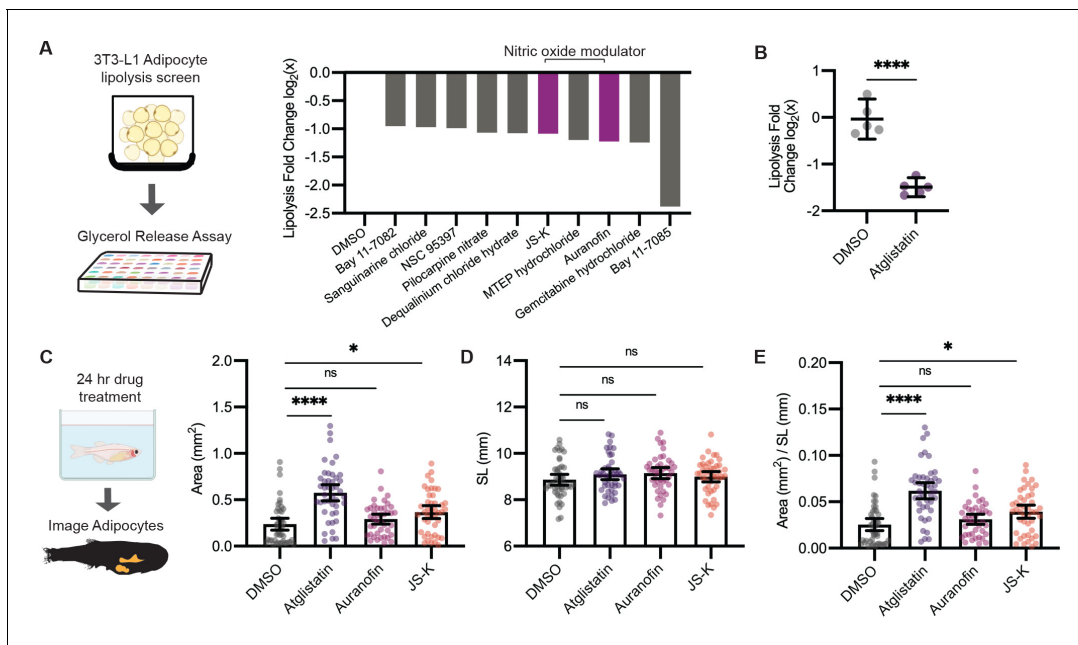 A
3T3-L1 Adipocyte
lipolysis screen
Glycerol Release Assay
Nitric oxide modulator
Lipolysis Fold Change log2(x)
0.0
-0.5
-1.0
-1.5
-2.0
-2.5
DMSO
Bay 11-7082
Sanguinarine chloride
NSC 95397
Pilocarpine nitrate
Dequalinium chloride hydrate
JS-K
MTEP hydrochloride
Auranofin
Gemcitabine hydrochloride
Bay 11-7085
B
****
Lipolysis Fold
Change log2(x)
1
0
-1
-2
DMSO
Atglistatin
C
24 hr drug
treatment
Image Adipocytes
Area (mm²)
2.0
1.5
1.0
0.5
0.0
*
ns
****
DMSO
Atglistatin
Auranofin
JS-K
D
SL (mm)
14
12
10
8
6
ns
ns
ns
DMSO
Atglistatin
Auranofin
JS-K
E
Area (mm²) / SL (mm)
0.20
0.15
0.10
0.05
0.00
*
ns
****
DMSO
Atglistatin
Auranofin
JS-K